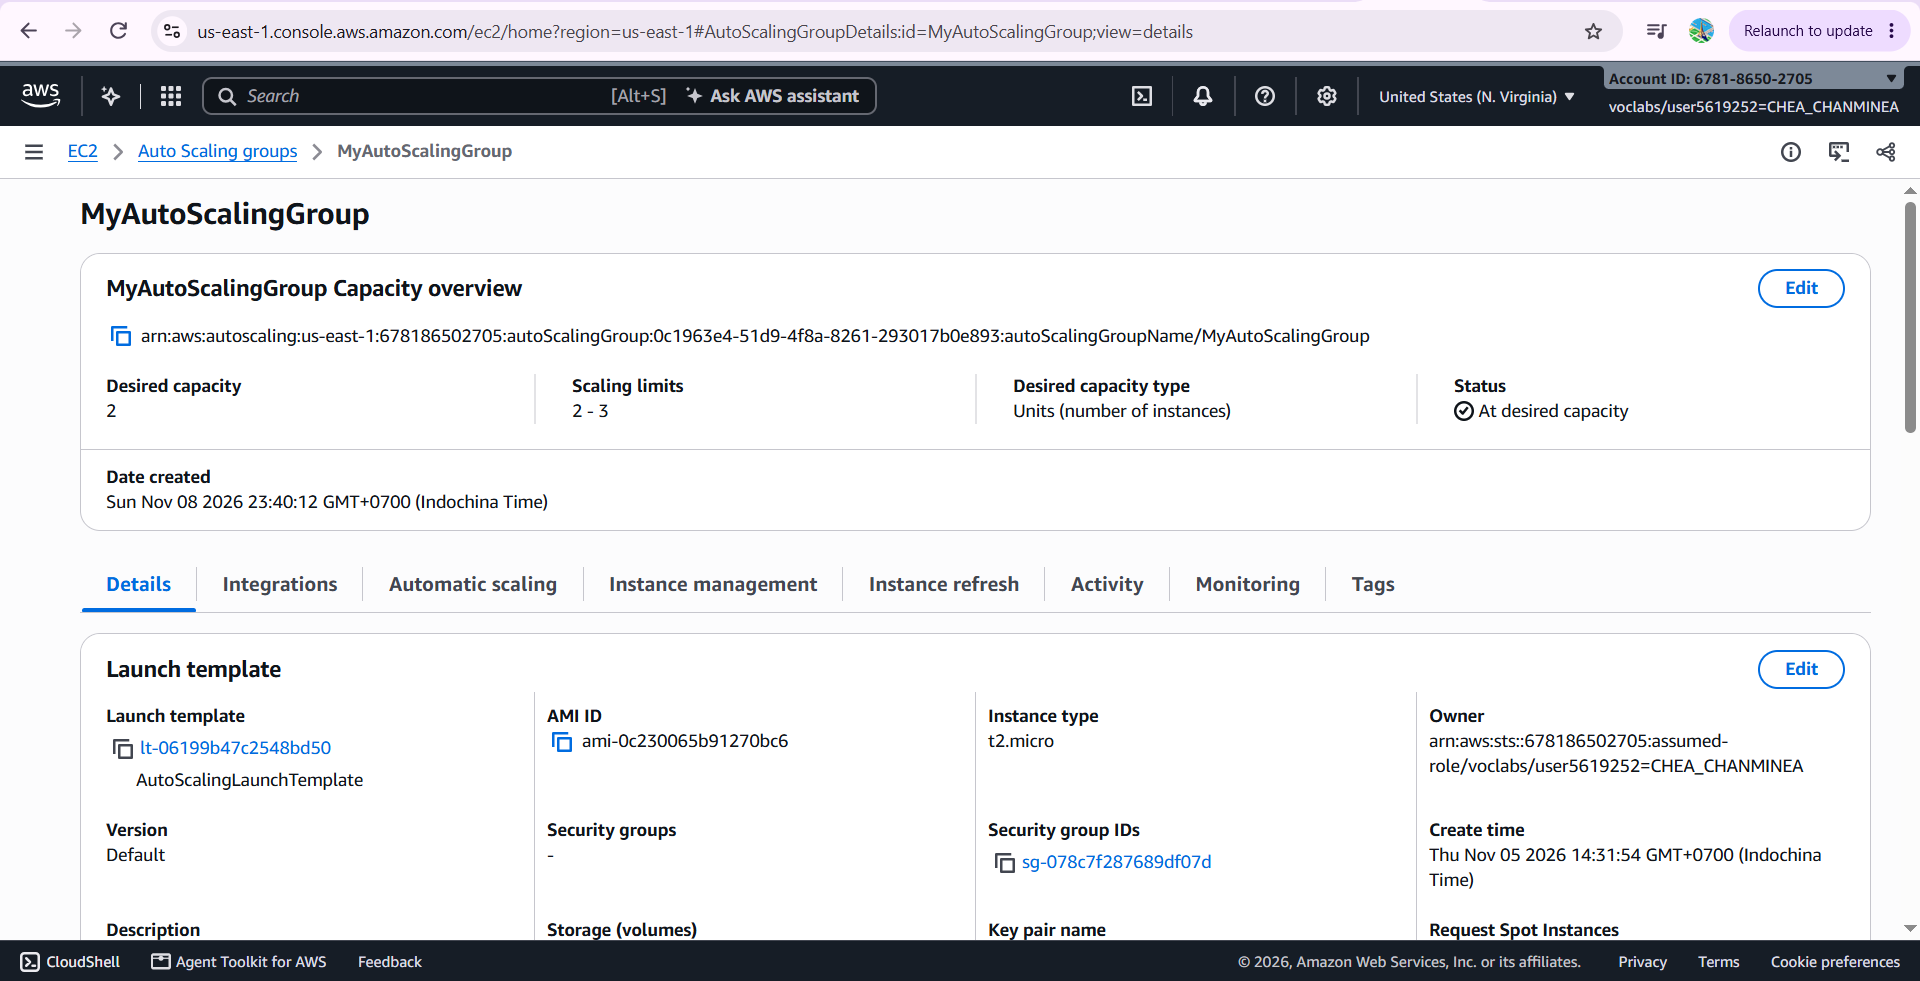 us-east-1.console.aws.amazon.com/ec2/home?region=us-east-1#AutoScalingGroupDetails:id=MyAutoScalingGroup;view=details
Relaunch to update
aws
Search
[Alt+S]
Ask AWS assistant
United States (N. Virginia)
Account ID: 6781-8650-2705
voclabs/user5619252=CHEA_CHANMINEA
EC2
Auto Scaling groups
MyAutoScalingGroup
MyAutoScalingGroup
MyAutoScalingGroup Capacity overview
Edit
arn:aws:autoscaling:us-east-1:678186502705:autoScalingGroup:0c1963e4-51d9-4f8a-8261-293017b0e893:autoScalingGroupName/MyAutoScalingGroup
Desired capacity
2
Scaling limits
2 - 3
Desired capacity type
Units (number of instances)
Status
At desired capacity
Date created
Sun Nov 08 2026 23:40:12 GMT+0700 (Indochina Time)
Details
Integrations
Automatic scaling
Instance management
Instance refresh
Activity
Monitoring
Tags
Launch template
Edit
Launch template
lt-06199b47c2548bd50
AutoScalingLaunchTemplate
AMI ID
ami-0c230065b91270bc6
Instance type
t2.micro
Owner
arn:aws:sts::678186502705:assumed-
role/voclabs/user5619252=CHEA_CHANMINEA
Version
Default
Security groups
-
Security group IDs
sg-078c7f287689df07d
Create time
Thu Nov 05 2026 14:31:54 GMT+0700 (Indochina
Time)
Description
Storage (volumes)
Key pair name
Request Spot Instances
CloudShell
Agent Toolkit for AWS
Feedback
© 2026, Amazon Web Services, Inc. or its affiliates.
Privacy
Terms
Cookie preferences